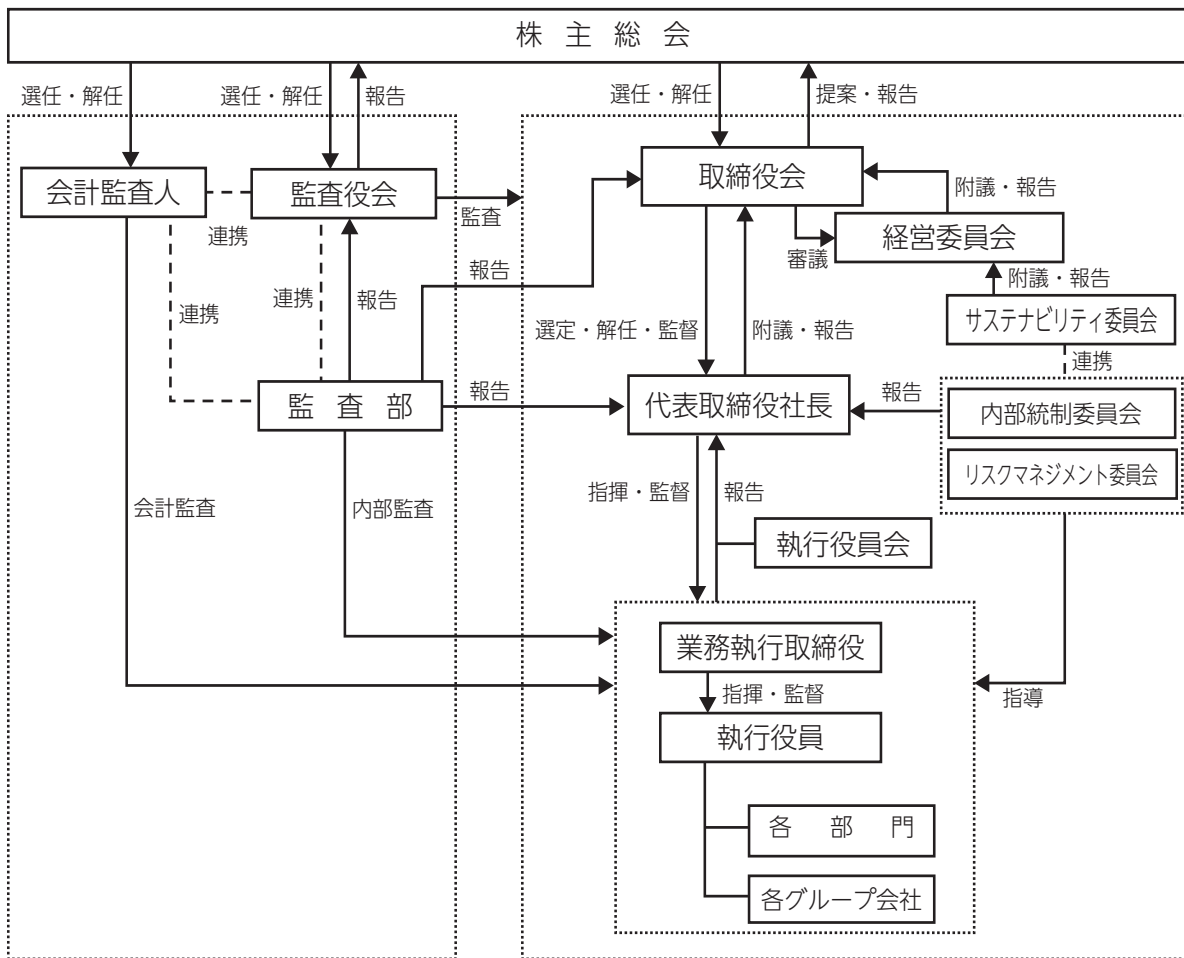 株主総会
選任・解任
選任・解任
報告
選任・解任
提案・報告
会計監査人
監査役会
取締役会
連携
監査
附議・報告
経営委員会
審議
報告
連携
連携
報告
附議・報告
サステナビリティ委員会
選定・解任・監督
附議・報告
連携
監査部
報告
代表取締役社長
報告
内部統制委員会
リスクマネジメント委員会
会計監査
内部監査
指揮・監督
報告
執行役員会
業務執行取締役
指揮・監督
指導
執行役員
各部門
各グループ会社